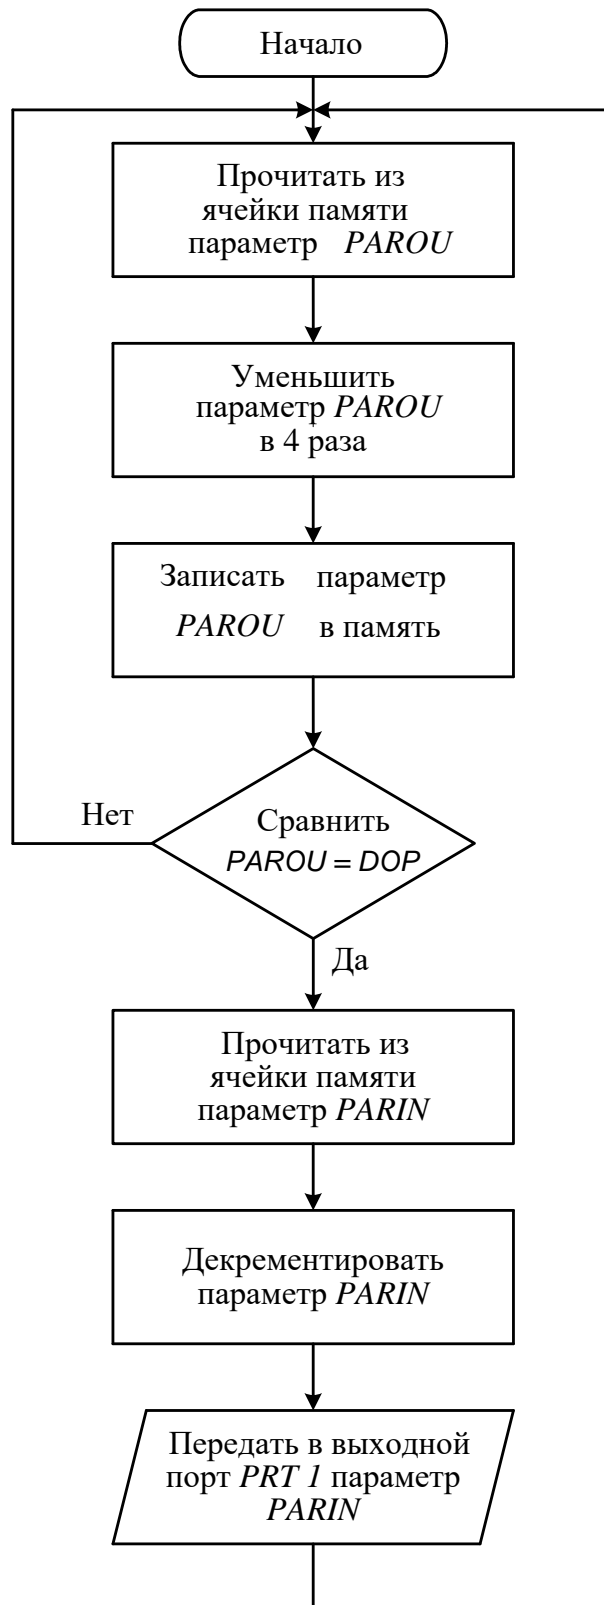 Начало
Прочитать из
ячейки памяти
параметр PAROU
Уменьшить
параметр PAROU
в 4 раза
Записать параметр
PAROU в память
Нет
Сравнить
PAROU = DOP
Да
Прочитать из
ячейки памяти
параметр PARIN
Декрементировать
параметр PARIN
Передать в выходной
порт PRT 1 параметр
PARIN